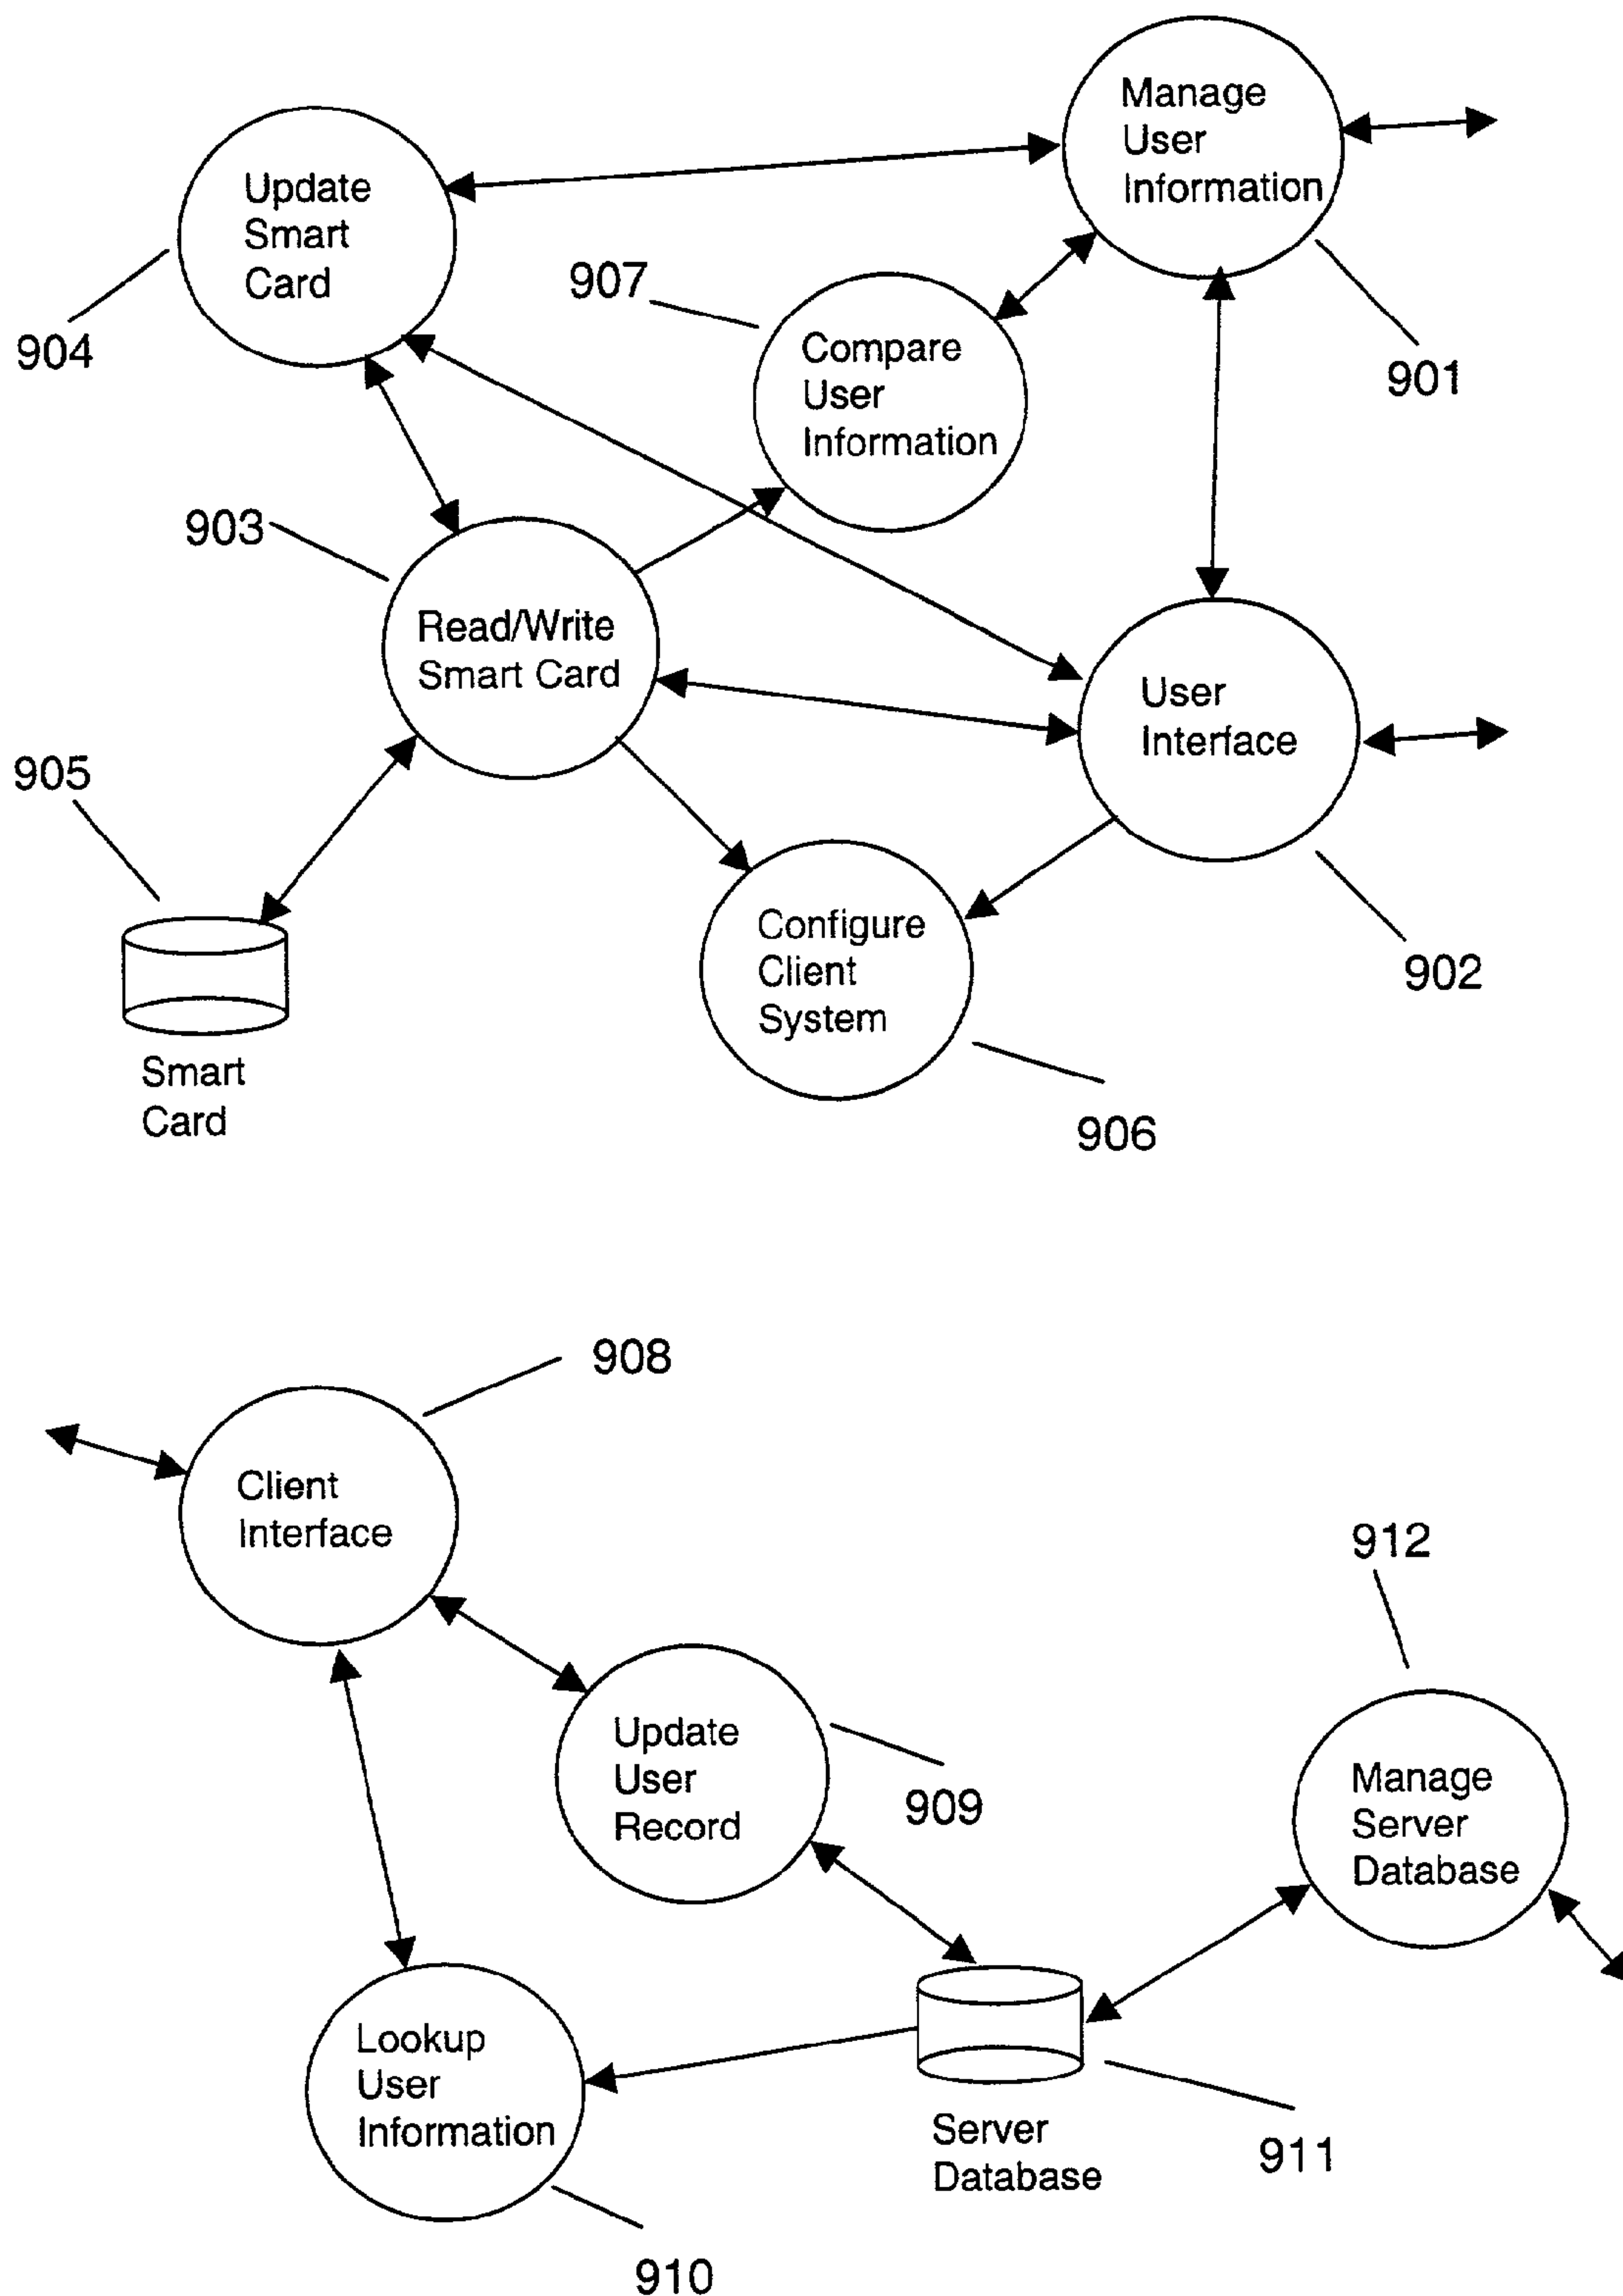 Manage
User
Information
Update
Smart
Card
907
904
Compare
User
Information
901
903
Read/Write
Smart Card
User
Interface
905
Configure
Client
System
902
Smart
Card
906
908
Client
Interface
912
Update
User
Record
909
Manage
Server
Database
Lookup
User
Information
Server
Database
911
910